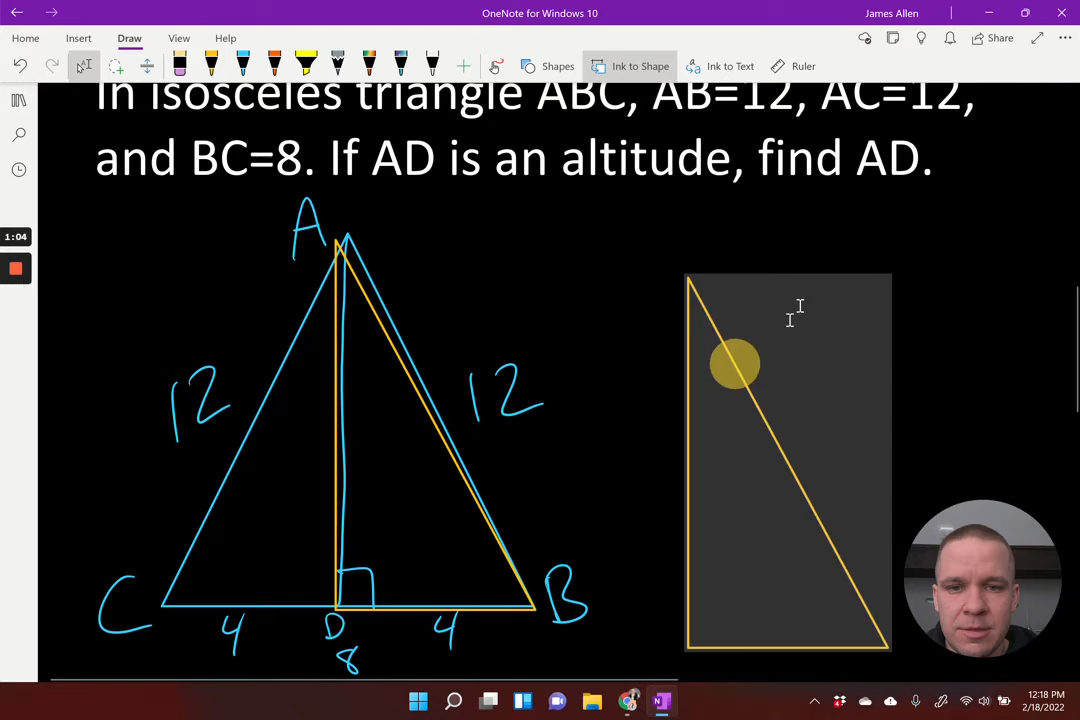 OneNote for Windows 10
James Allen
Home Insert Draw View Help
Share
Shapes Ink to Shape Ink to Text Ruler
In isosceles triangle ABC, AB=12, AC=12,
and BC=8. If AD is an altitude, find AD.
A
1:04
12 12
C B
4 D 4
8
12:18 PM
2/18/2022